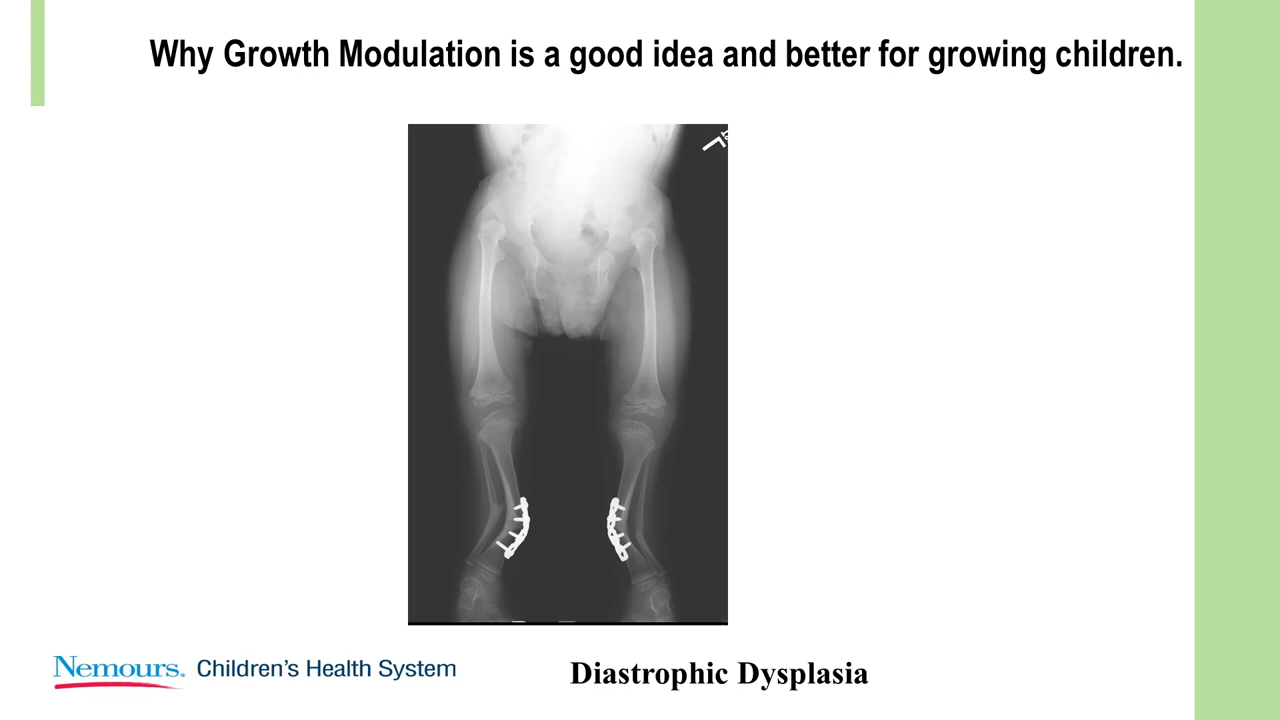 Why Growth Modulation is a good idea and better for growing children.
L
Nemours. Children's Health System
Diastrophic Dysplasia